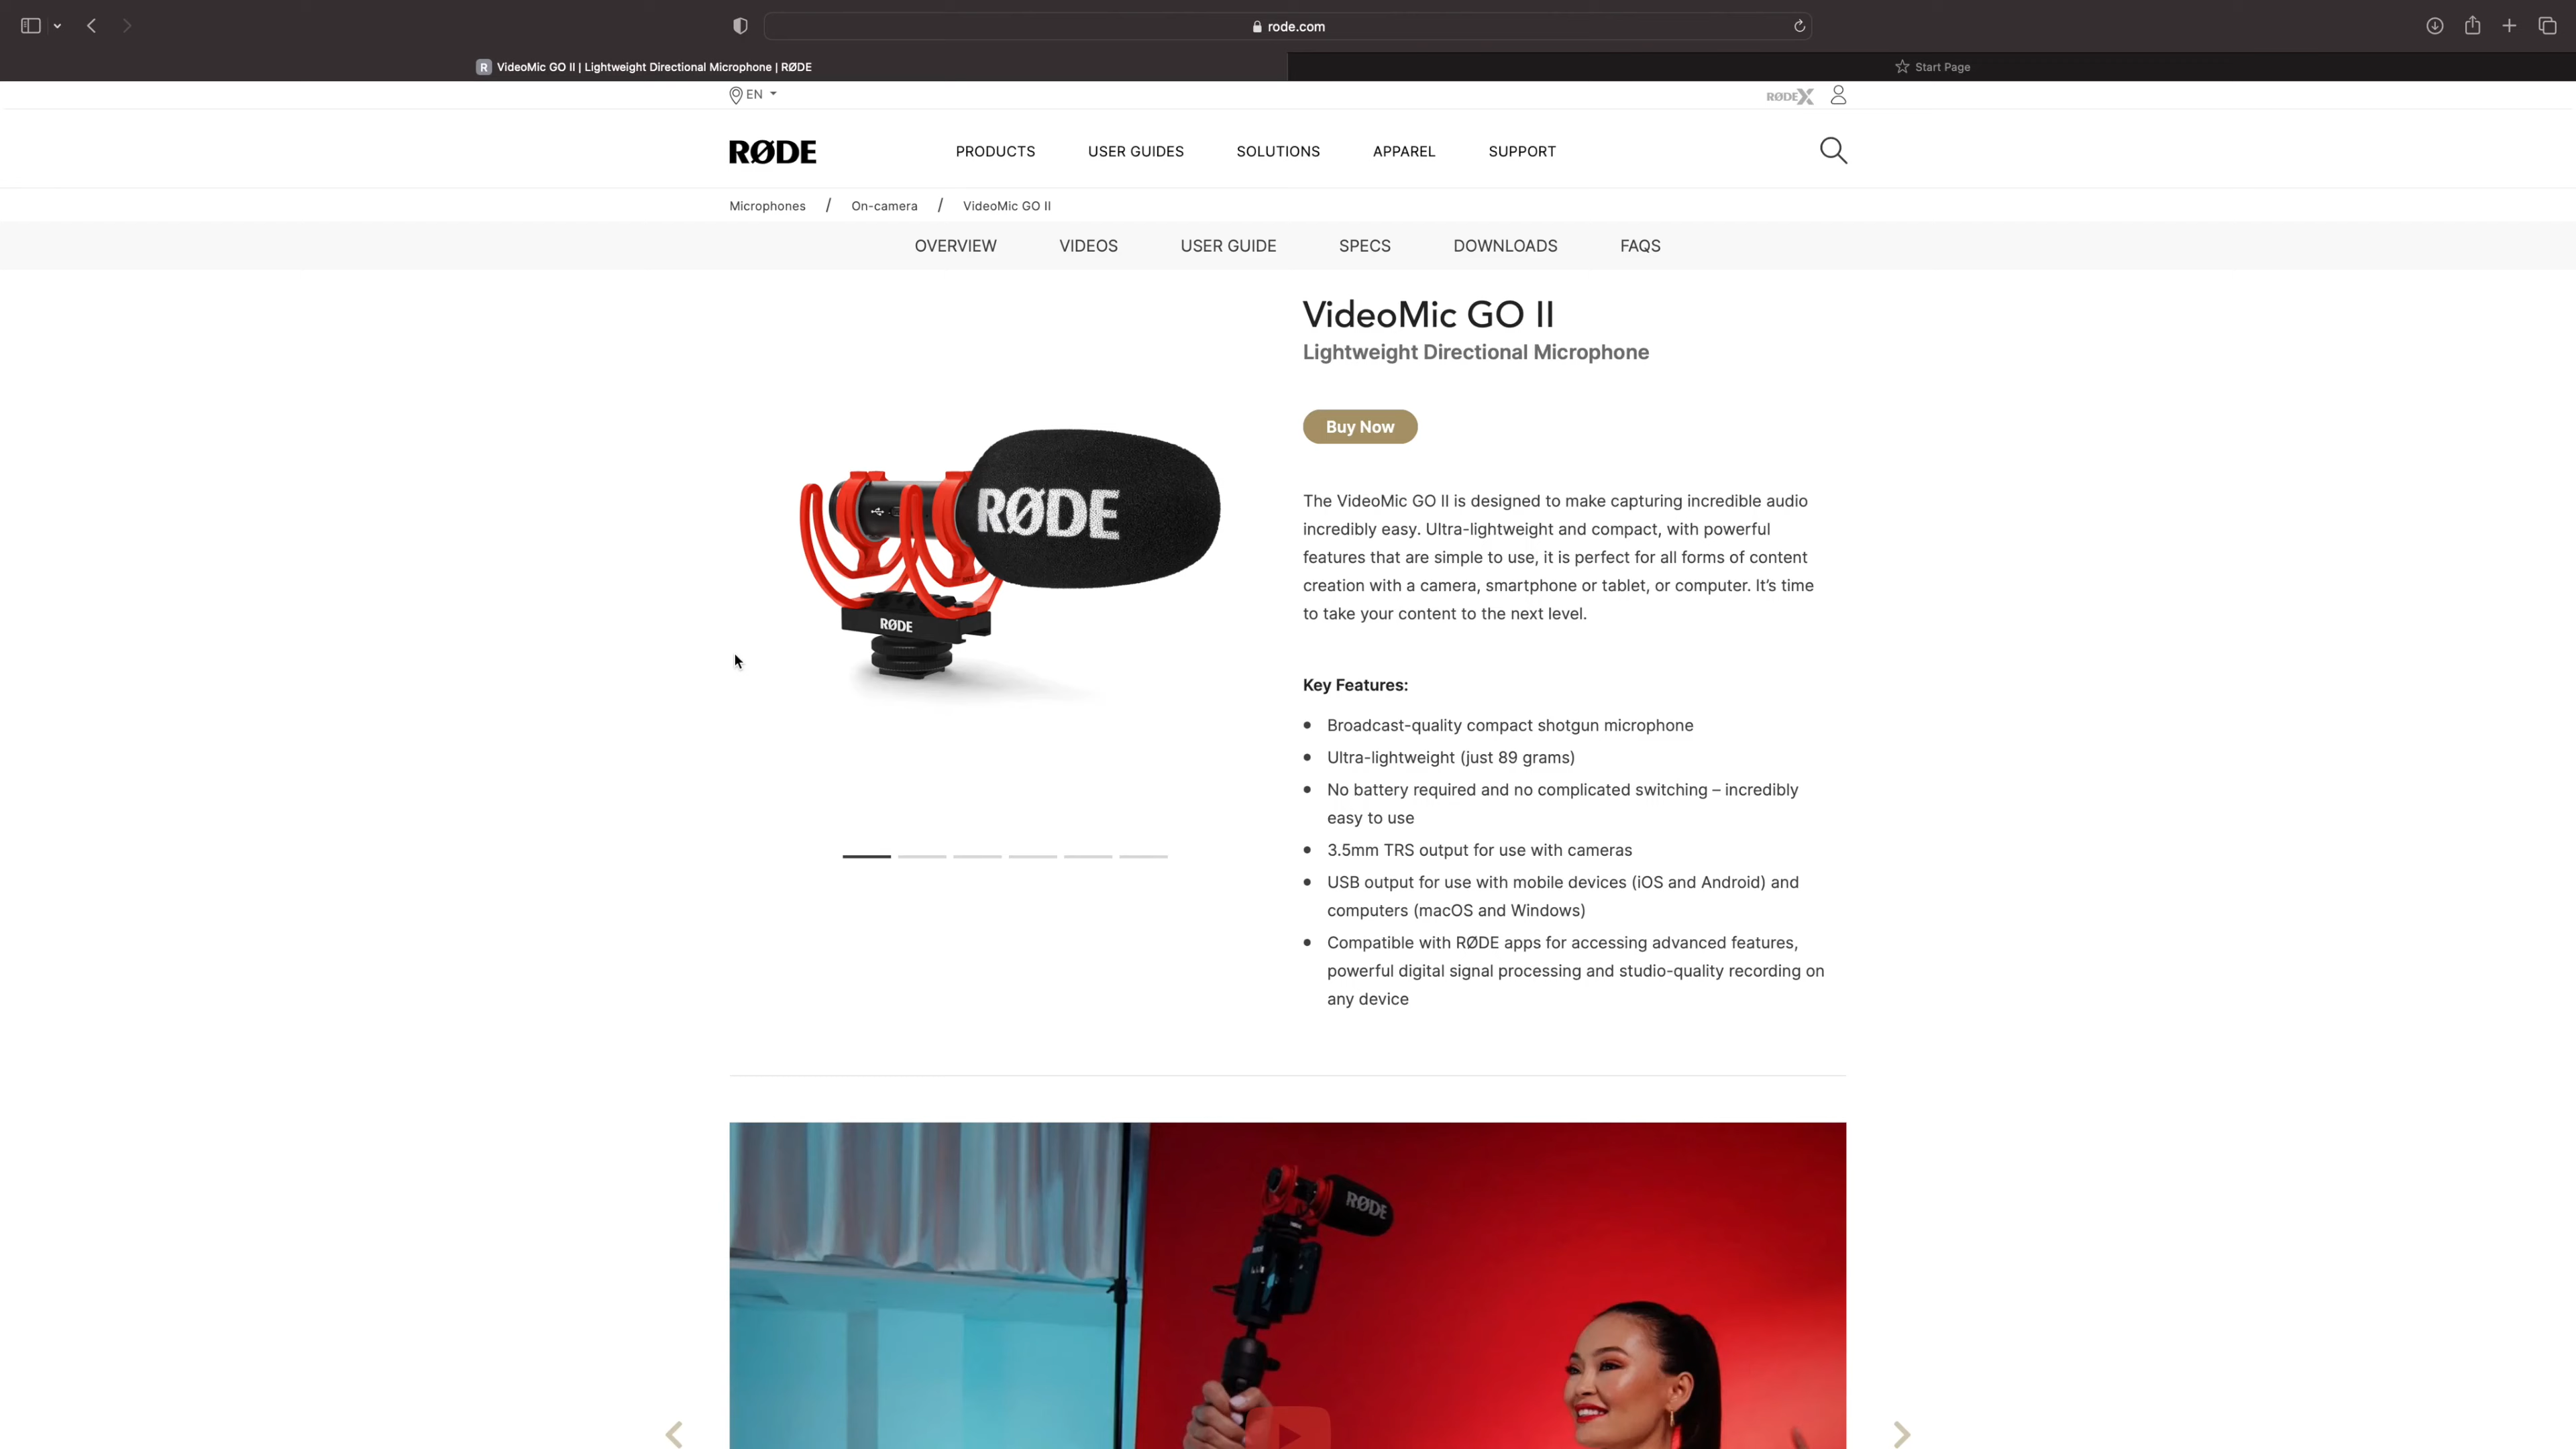 rode.com
R VideoMic GO II | Lightweight Directional Microphone | RØDE
Start Page
EN
RØDEX
RØDE
PRODUCTS
USER GUIDES
SOLUTIONS
APPAREL
SUPPORT
Microphones / On-camera / VideoMic GO II
OVERVIEW
VIDEOS
USER GUIDE
SPECS
DOWNLOADS
FAQS
VideoMic GO II
Lightweight Directional Microphone
Buy Now
RØDE
RØDE
The VideoMic GO II is designed to make capturing incredible audio
incredibly easy. Ultra-lightweight and compact, with powerful
features that are simple to use, it is perfect for all forms of content
creation with a camera, smartphone or tablet, or computer. It's time
to take your content to the next level.
Key Features:
• Broadcast-quality compact shotgun microphone
• Ultra-lightweight (just 89 grams)
• No battery required and no complicated switching – incredibly
easy to use
• 3.5mm TRS output for use with cameras
• USB output for use with mobile devices (iOS and Android) and
computers (macOS and Windows)
• Compatible with RØDE apps for accessing advanced features,
powerful digital signal processing and studio-quality recording on
any device
RØDE